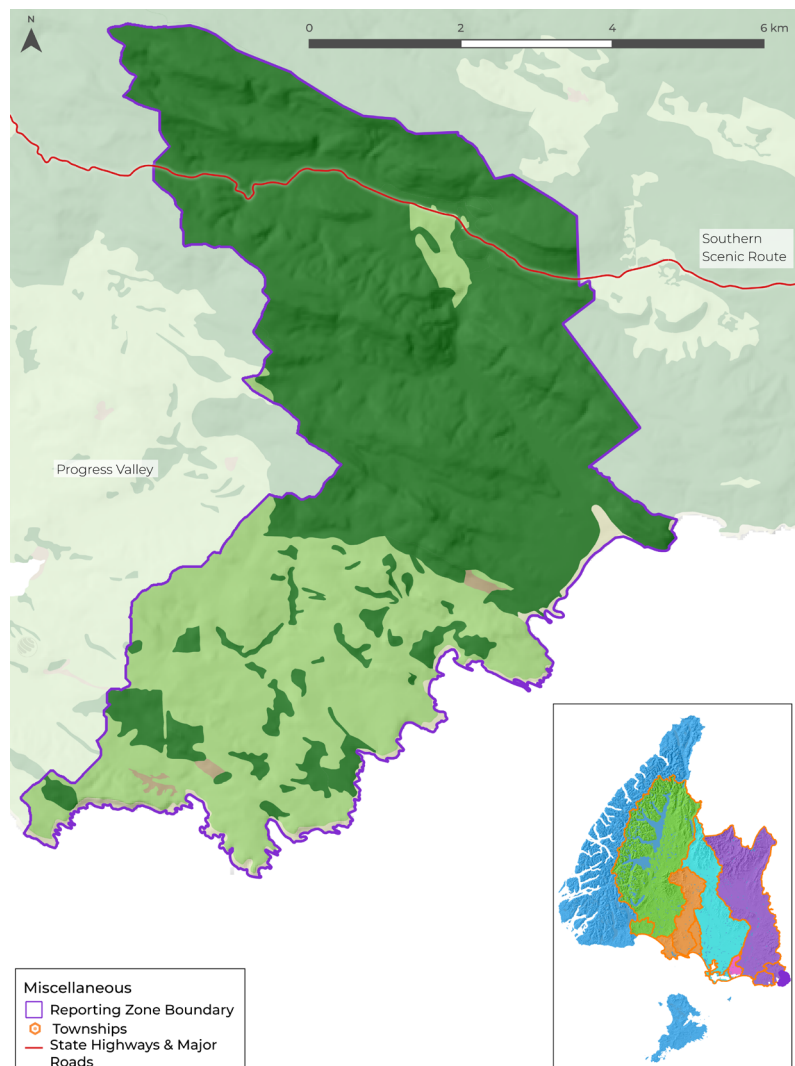 N
0 2 4 6 km
Southern
Scenic Route
Progress Valley
Miscellaneous
Reporting Zone Boundary
Townships
State Highways & Major
Roads